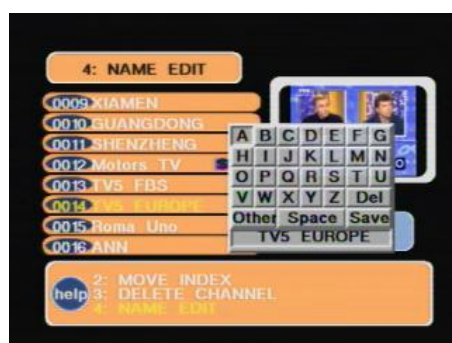 4: NAME EDIT
0009 XIAMEN
0010 GUANGDONG
0011 SHENZHENG
0012 Motors TV
0013 TV5 FBS
0014 TV5 EUROPE
0015 Roma Uno
0016 ANN
A B C D E F G
H I J K L M N
O P Q R S T U
V W X Y Z Del
Other Space Save
TV5 EUROPE
help
2: MOVE INDEX
3: DELETE CHANNEL
4: NAME EDIT